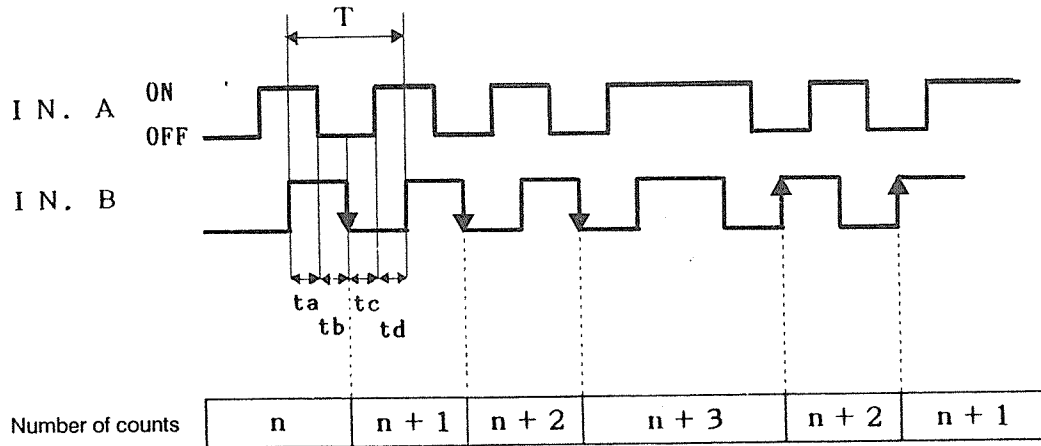 T
IN. A ON
OFF
IN. B
ta tc
tb td
Number of counts n n + 1 n + 2 n + 3 n + 2 n + 1